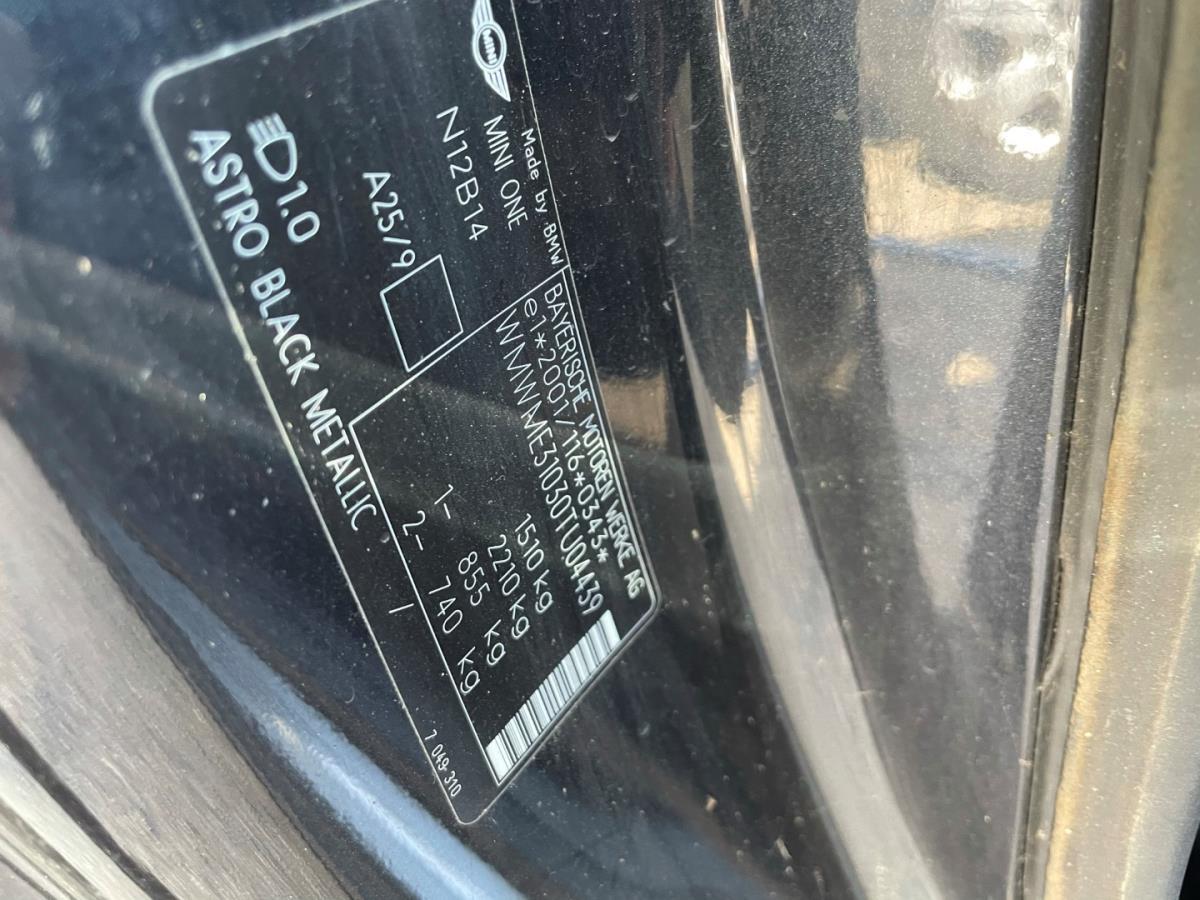 MINI
Made by BMW
MINI ONE
N12B14
A25/9
1.0
ASTRO BLACK METALLIC
BAYERISCHE MOTOREN WERKE AG
e1*2001/116*0343*
WMWME31030TU04439
1510 kg
2210 kg
1- 855 kg
2- 740 kg
/
7 049 310